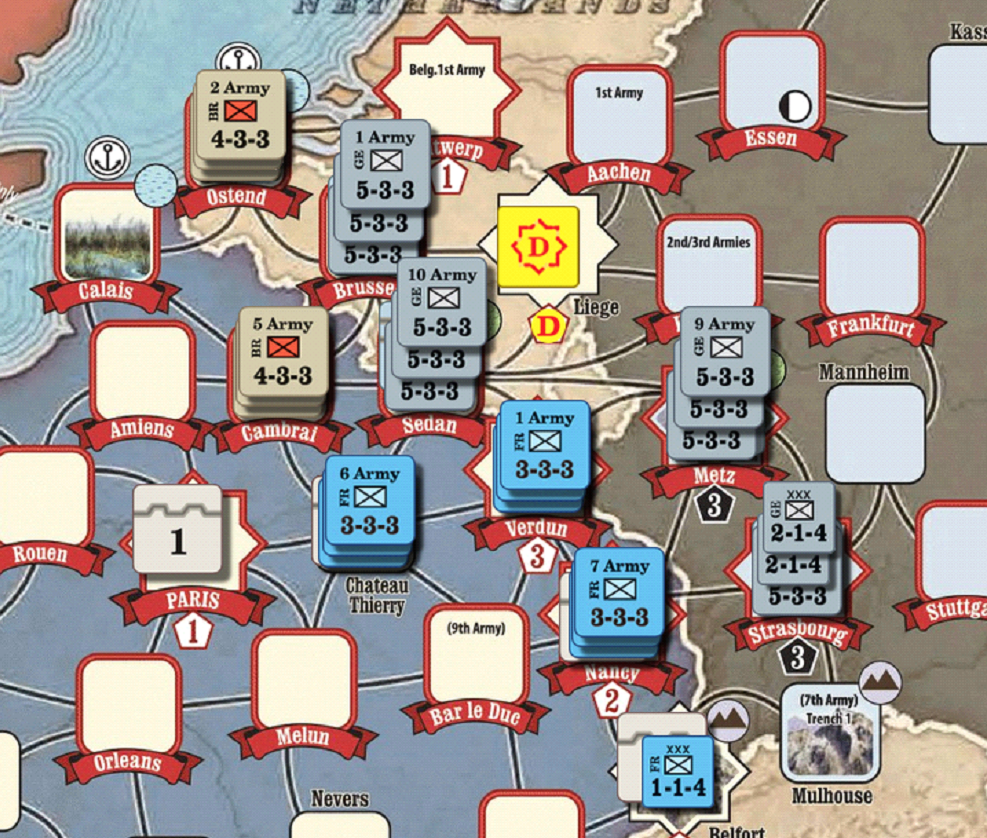 NETHERLANDS
Kass
Belg.1st Army
twerp
1
1st Army
Aachen
Essen
2 Army
BR
4-3-3
Ostend
1 Army
GE
5-3-3
5-3-3
5-3-3
Brusse
Calais
D
Liege
D
2nd/3rd Armies
Frankfurt
10 Army
GE
5-3-3
5-3-3
5-3-3
Sedan
5 Army
BR
4-3-3
Cambrai
Amiens
9 Army
GE
5-3-3
5-3-3
5-3-3
Metz
3
Mannheim
1 Army
FR
3-3-3
Verdun
3
6 Army
FR
3-3-3
Chateau
Thierry
Rouen
1
PARIS
1
XXX
GE
2-1-4
2-1-4
5-3-3
Strasbourg
3
Stuttga
7 Army
FR
3-3-3
Nancy
2
(9th Army)
Bar le Duc
Melun
Orleans
Nevers
XXX
FR
1-1-4
Belfort
(7th Army)
Trench 1
Mulhouse